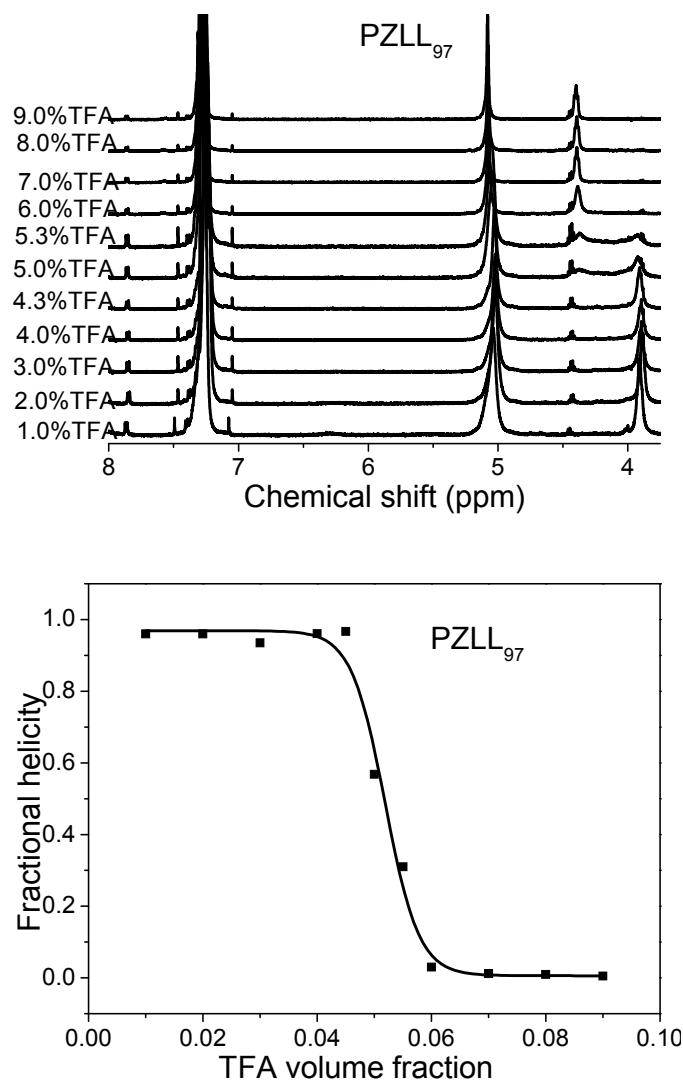 PZLL97
9.0%TFA
8.0%TFA
7.0%TFA
6.0%TFA
5.3%TFA
5.0%TFA
4.3%TFA
4.0%TFA
3.0%TFA
2.0%TFA
1.0%TFA
8 7 6 5 4
Chemical shift (ppm)
PZLL97
1.0
0.8
0.6
0.4
0.2
0.0
Fractional helicity
0.00 0.02 0.04 0.06 0.08 0.10
TFA volume fraction